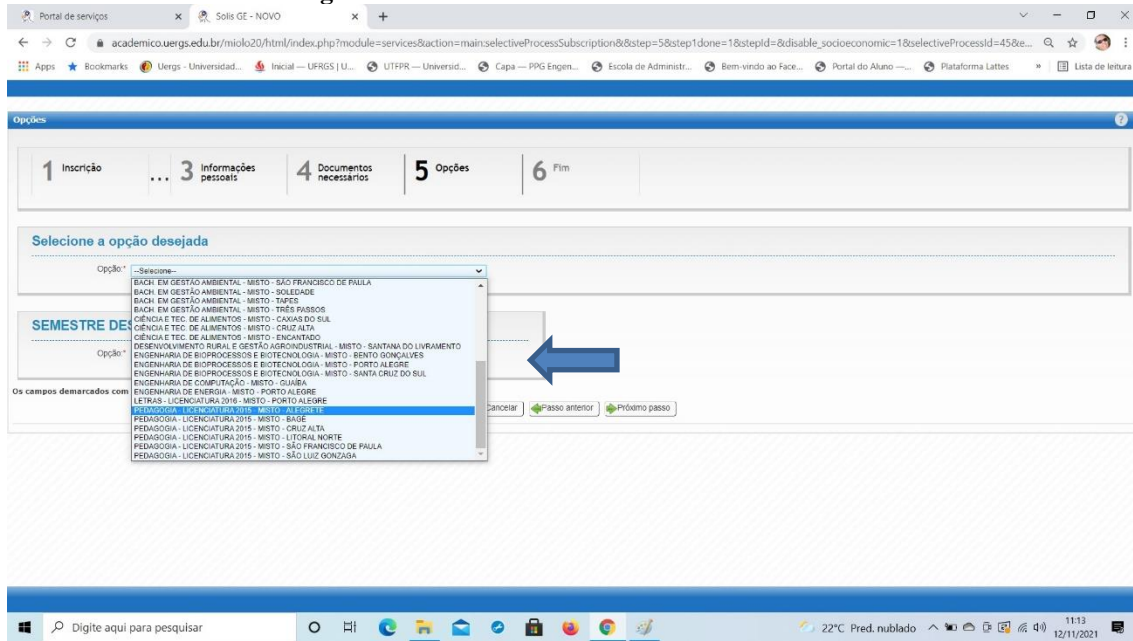 Portal de serviços
Solis GE - NOVO
academico.uergs.edu.br/miolo20/html/index.php?module=services&action=main:selectiveProcessSubscription&&step=5&step1done=1&stepId=&disable_socioeconomic=1&selectiveProcessId=45&e...
Apps Bookmarks Uergs - Universidad... Inicial — UFRGS | U... UTFPR — Universid... Capa — PPG Engen... Escola de Administr... Bem-vindo ao Face... Portal do Aluno —... Plataforma Lattes » Lista de leitura
Opções
1 Inscrição ... 3 Informações pessoais 4 Documentos necessários 5 Opções 6 Fim
Selecione a opção desejada
Opção:* --Selecione--
BACH. EM GESTÃO AMBIENTAL - MISTO - SÃO FRANCISCO DE PAULA
BACH. EM GESTÃO AMBIENTAL - MISTO - SOLEDADE
BACH. EM GESTÃO AMBIENTAL - MISTO - TAPES
BACH. EM GESTÃO AMBIENTAL - MISTO - TRÊS PASSOS
CIÊNCIA E TEC. DE ALIMENTOS - MISTO - CAXIAS DO SUL
CIÊNCIA E TEC. DE ALIMENTOS - MISTO - CRUZ ALTA
CIÊNCIA E TEC. DE ALIMENTOS - MISTO - ENCANTADO
DESENVOLVIMENTO RURAL E GESTÃO AGROINDUSTRIAL - MISTO - SANTANA DO LIVRAMENTO
ENGENHARIA DE BIOPROCESSOS E BIOTECNOLOGIA - MISTO - BENTO GONÇALVES
ENGENHARIA DE BIOPROCESSOS E BIOTECNOLOGIA - MISTO - PORTO ALEGRE
ENGENHARIA DE BIOPROCESSOS E BIOTECNOLOGIA - MISTO - SANTA CRUZ DO SUL
ENGENHARIA DE COMPUTAÇÃO - MISTO - GUAÍBA
ENGENHARIA DE ENERGIA - MISTO - PORTO ALEGRE
LETRAS - LICENCIATURA 2016 - MISTO - PORTO ALEGRE
PEDAGOGIA - LICENCIATURA 2015 - MISTO - ALEGRETE
PEDAGOGIA - LICENCIATURA 2015 - MISTO - BAGÉ
PEDAGOGIA - LICENCIATURA 2015 - MISTO - CRUZ ALTA
PEDAGOGIA - LICENCIATURA 2015 - MISTO - LITORAL NORTE
PEDAGOGIA - LICENCIATURA 2015 - MISTO - SÃO FRANCISCO DE PAULA
PEDAGOGIA - LICENCIATURA 2015 - MISTO - SÃO LUIZ GONZAGA
SEMESTRE DES
Opção:*
Os campos demarcados com
Cancelar Passo anterior Próximo passo
Digite aqui para pesquisar
22°C Pred. nublado
11:13
12/11/2021